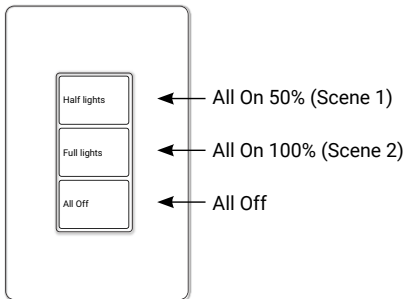 Half lights
All On 50% (Scene 1)
Full lights
All On 100% (Scene 2)
All Off
All Off